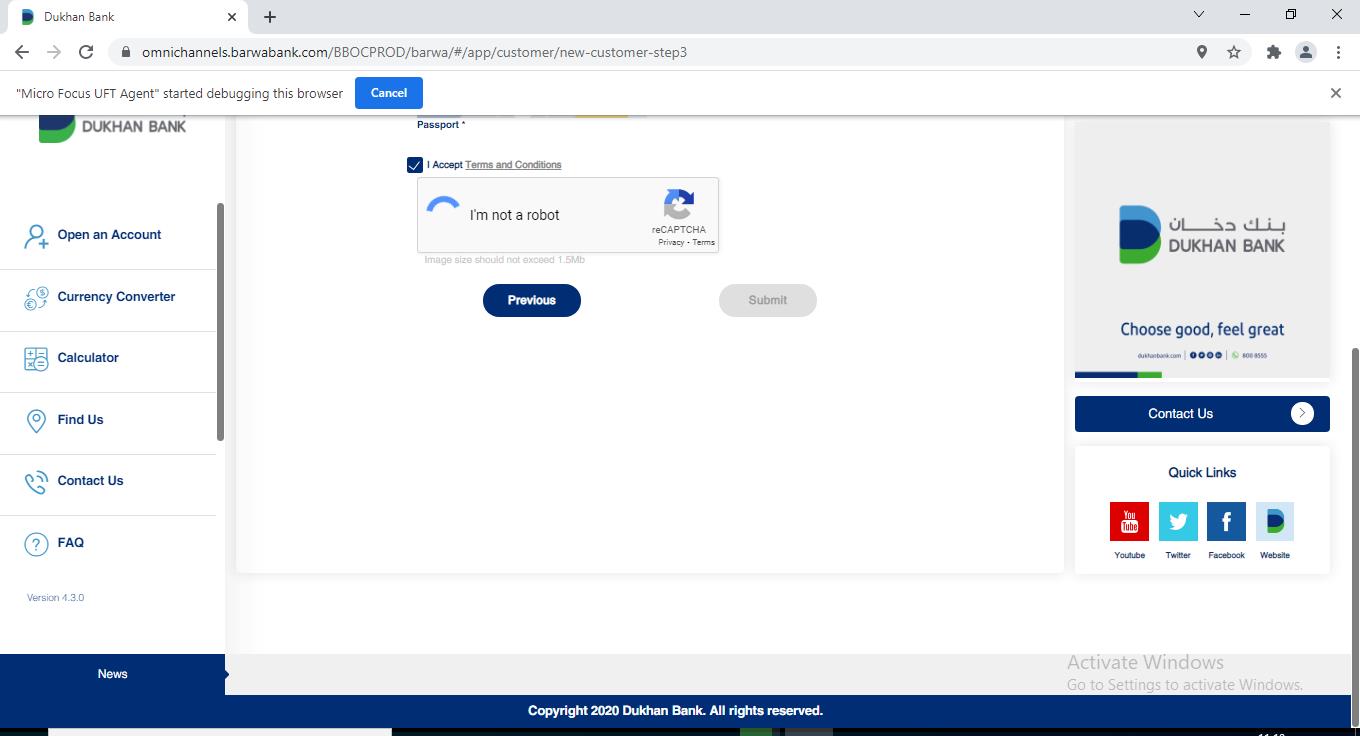 Dukhan Bank
omnichannels.barwabank.com/BBOCPROD/barwa/#/app/customer/new-customer-step3
"Micro Focus UFT Agent" started debugging this browser
Cancel
DUKHAN BANK
Open an Account
Currency Converter
Calculator
Find Us
Contact Us
FAQ
Version 4.3.0
News
Passport *
I Accept Terms and Conditions
I'm not a robot
reCAPTCHA
Privacy - Terms
Image size should not exceed 1.5Mb
Previous
Submit
بنك دخان
DUKHAN BANK
Choose good, feel great
dukhanbank.com
800 8555
Contact Us
Quick Links
You
Tube
Youtube
Twitter
Facebook
Website
Activate Windows
Go to Settings to activate Windows.
Copyright 2020 Dukhan Bank. All rights reserved.